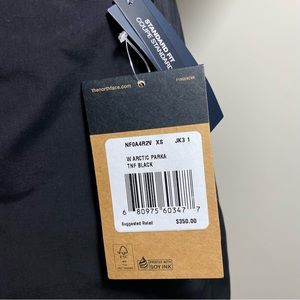 STANDARD FIT
COUPE STANDARD
thenorthface.com
NF0A4R2V XS JK3 1
W ARCTIC PARKA
TNF BLACK
6 80975 60347 7
Suggested Retail
$350.00
FSC
PRINTED WITH
SOY INK